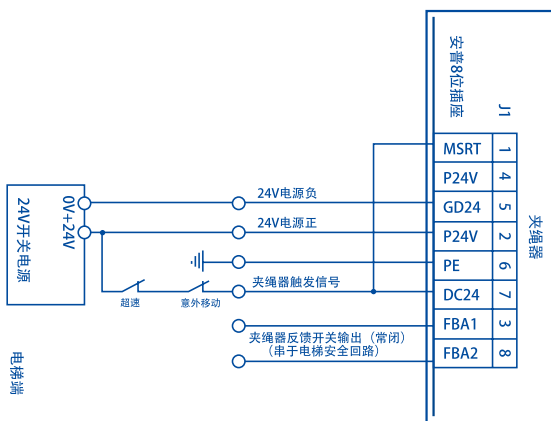 安普8位插座
J1
MSRT 1
P24V 4
GD24 5
P24V 2
PE 6
DC24 7
FBA1 3
FBA2 8
夹绳器
24V开关电源
0V+24V
24V电源负
24V电源正
夹绳器触发信号
超速
意外移动
夹绳器反馈开关输出（常闭）
（串于电梯安全回路）
电梯端